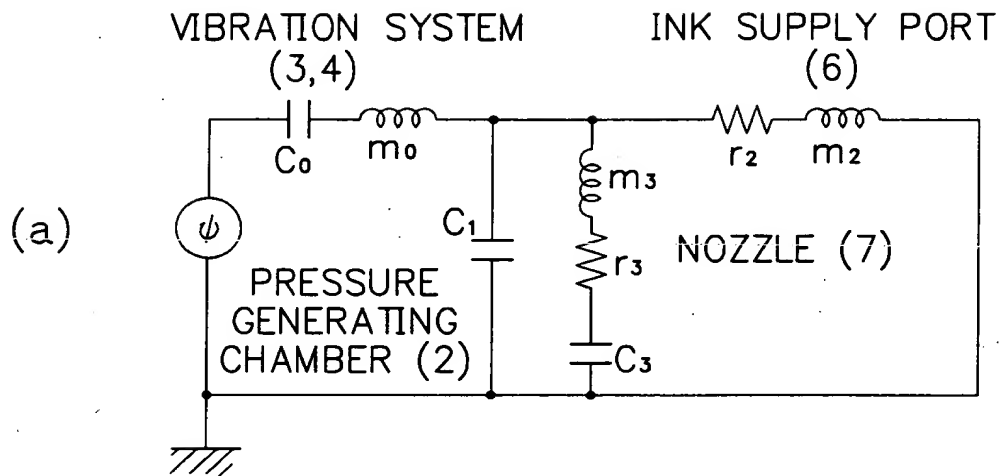 VIBRATION SYSTEM
(3,4)
INK SUPPLY PORT
(6)
C₀
m₀
r₂
m₂
(a)
ψ
C₁
m₃
r₃
C₃
NOZZLE (7)
PRESSURE
GENERATING
CHAMBER (2)